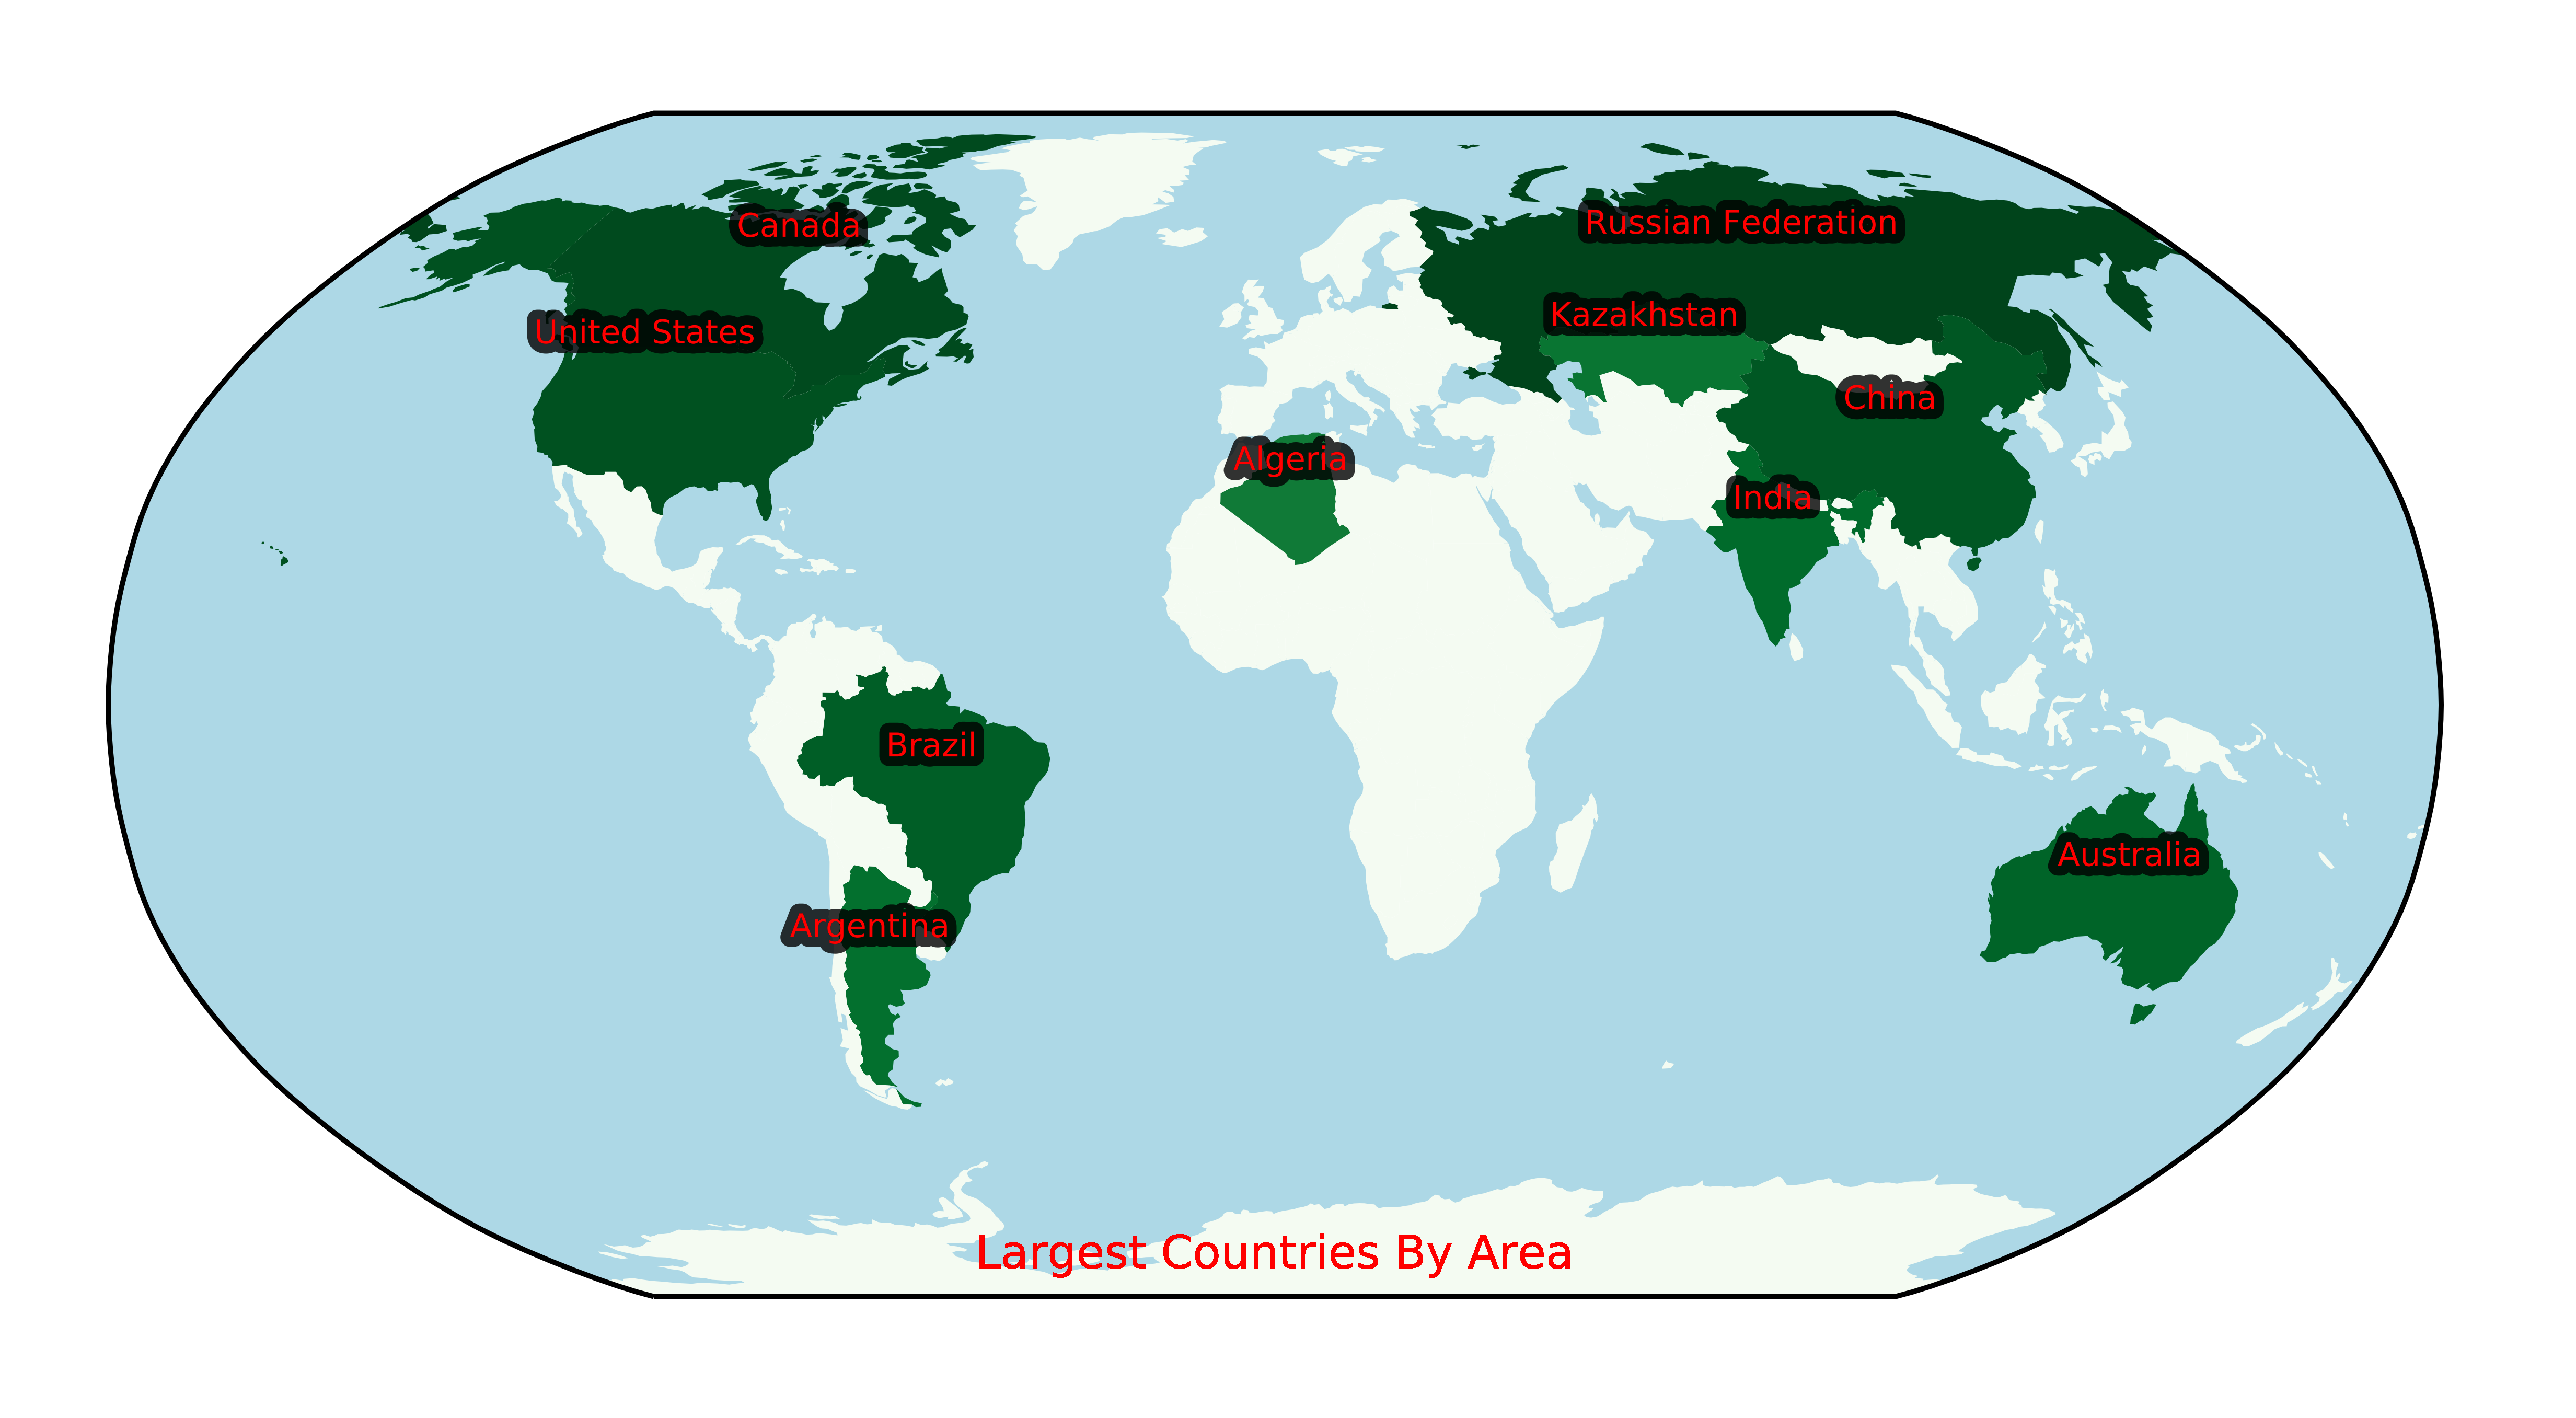 Canada
Russian Federation
United States
Kazakhstan
China
Algeria
India
Brazil
Australia
Argentina
Largest Countries By Area